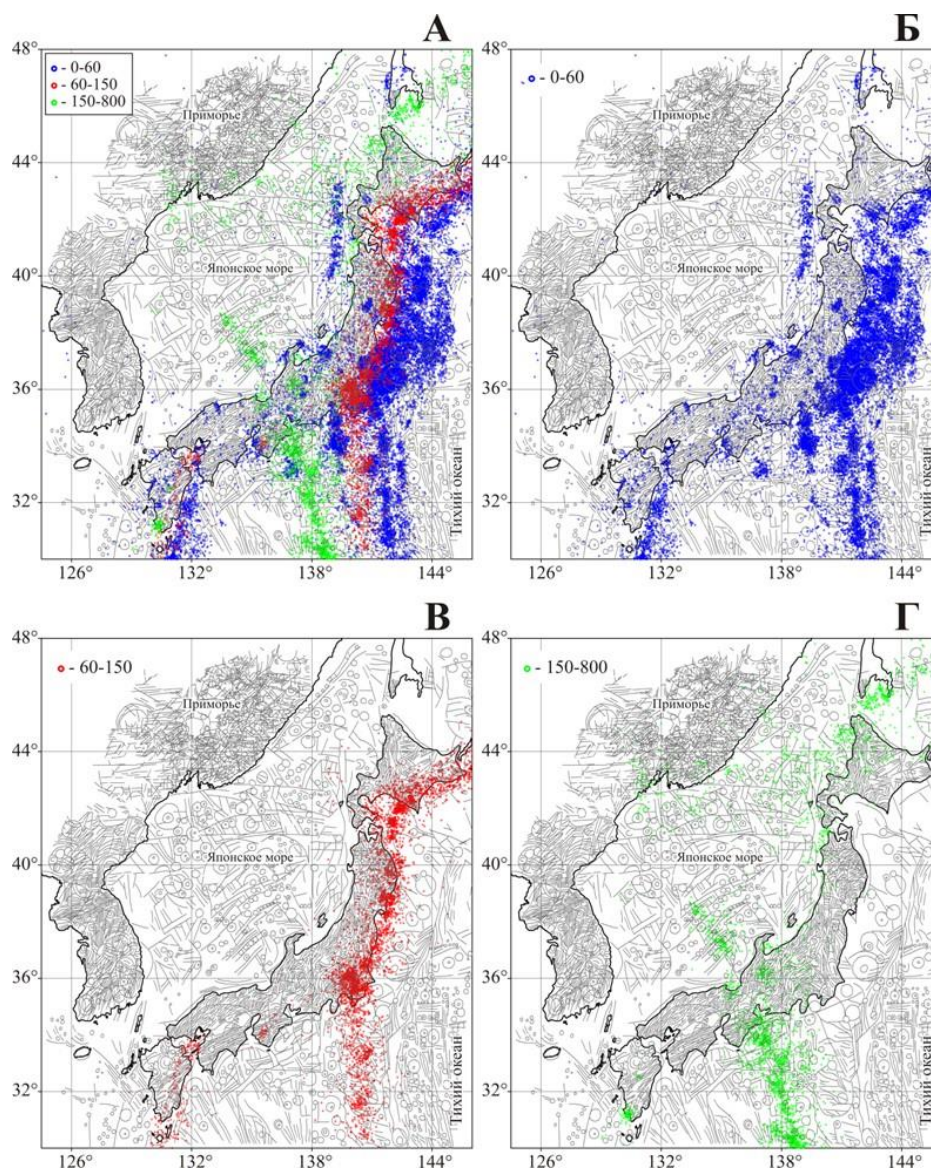 А
48°
- 0-60
- 60-150
- 150-800
Приморье
44°
Японское море
40°
36°
32°
Тихий океан
126°
132°
138°
144°
Б
48°
- 0-60
Приморье
44°
Японское море
40°
36°
32°
Тихий океан
126°
132°
138°
144°
В
48°
- 60-150
Приморье
44°
Японское море
40°
36°
32°
Тихий океан
126°
132°
138°
144°
Г
48°
- 150-800
Приморье
44°
Японское море
40°
36°
32°
Тихий океан
126°
132°
138°
144°